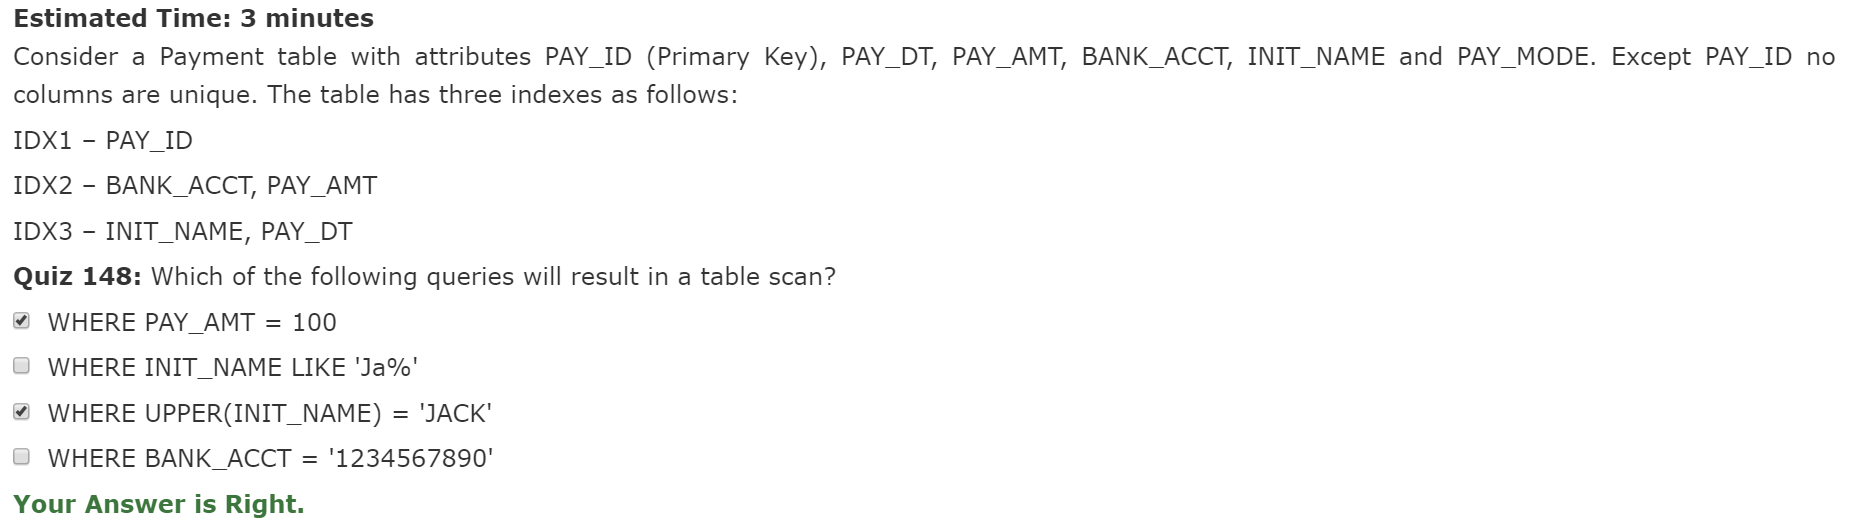 Estimated Time: 3 minutes
Consider a Payment table with attributes PAY_ID (Primary Key), PAY_DT, PAY_AMT, BANK_ACCT, INIT_NAME and PAY_MODE. Except PAY_ID no
columns are unique. The table has three indexes as follows:
IDX1 – PAY_ID
IDX2 – BANK_ACCT, PAY_AMT
IDX3 – INIT_NAME, PAY_DT
Quiz 148: Which of the following queries will result in a table scan?
WHERE PAY_AMT = 100
WHERE INIT_NAME LIKE 'Ja%'
WHERE UPPER(INIT_NAME) = 'JACK'
WHERE BANK_ACCT = '1234567890'
Your Answer is Right.